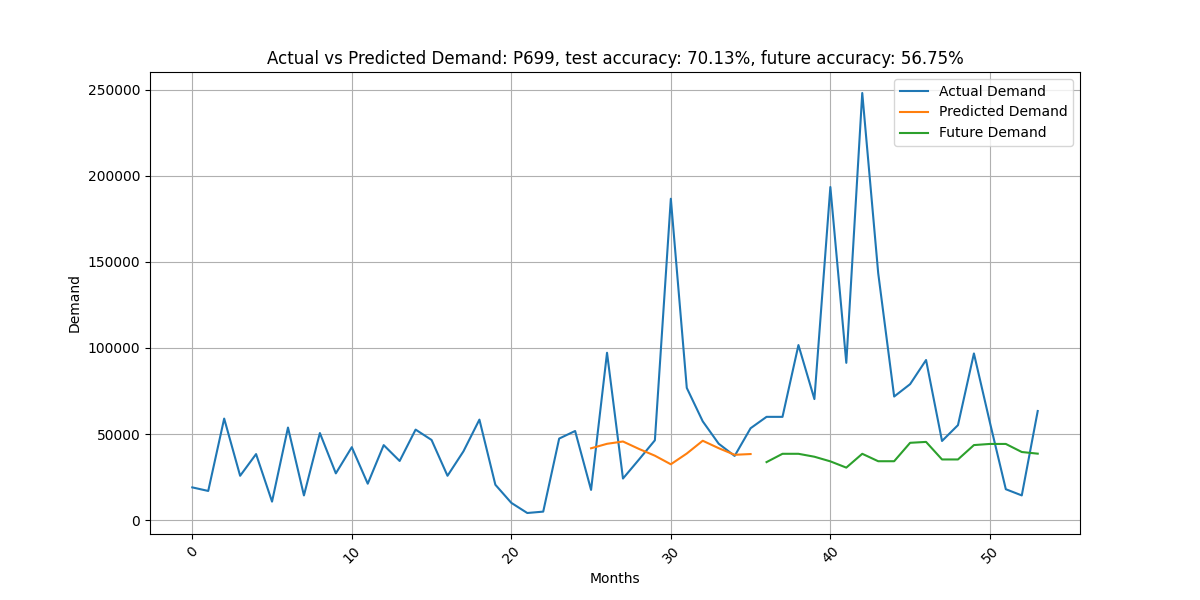 Actual vs Predicted Demand: P699, test accuracy: 70.13%, future accuracy: 56.75%
Actual Demand
Predicted Demand
Future Demand
250000
200000
150000
100000
50000
0
Demand
0
10
20
30
40
50
Months